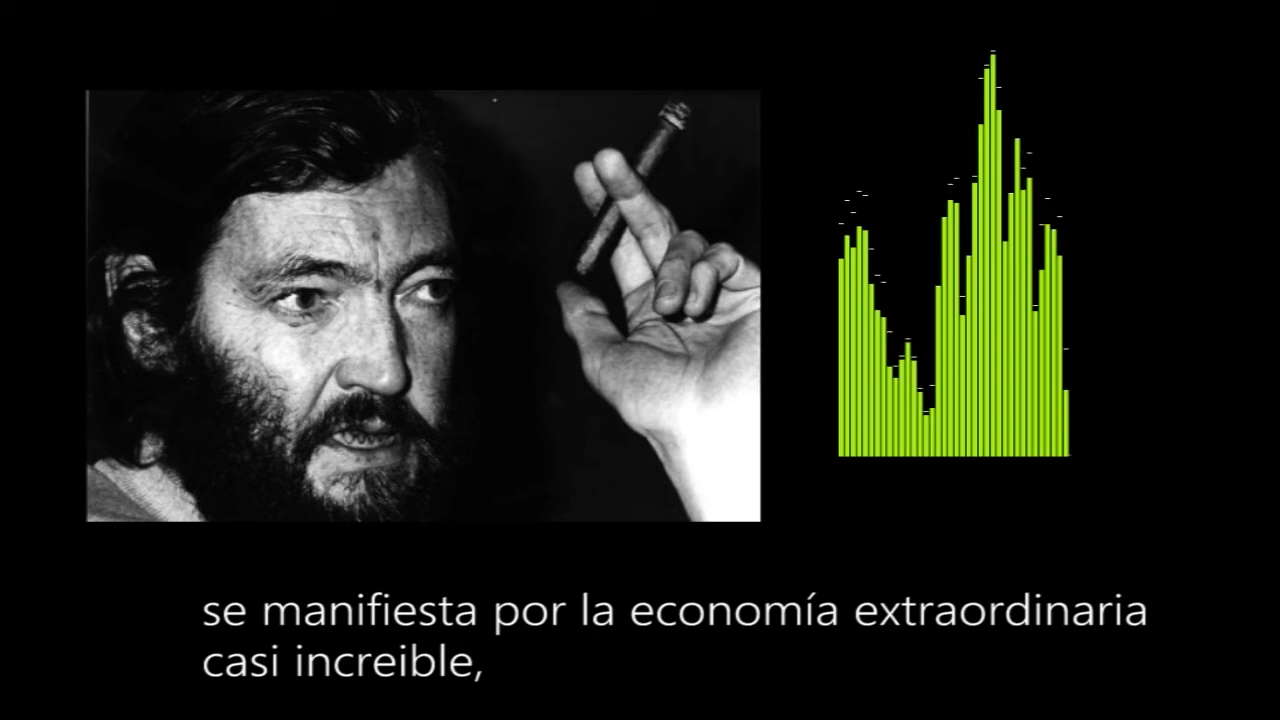 se manifiesta por la economía extraordinaria
casi increible,